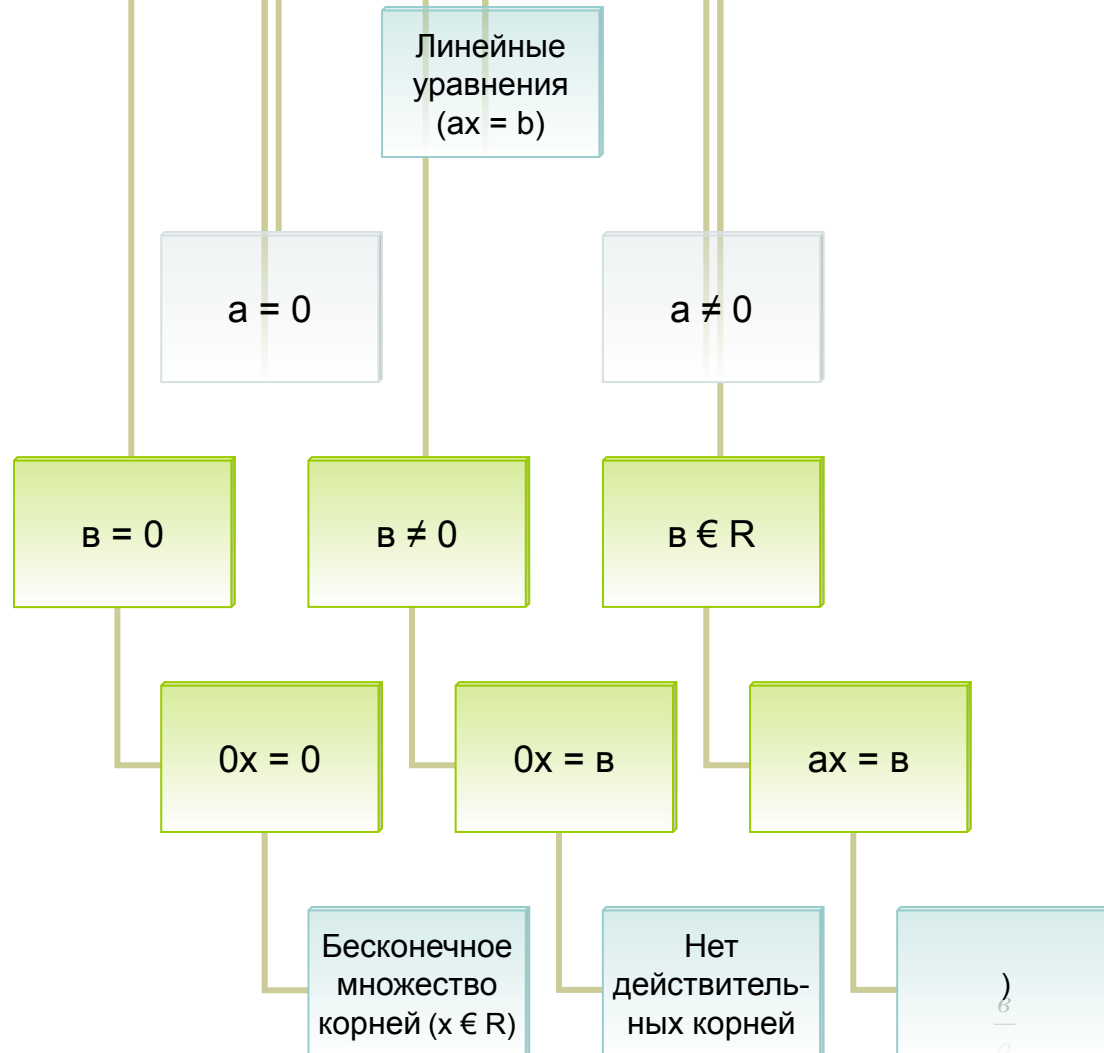 Линейные
уравнения
(ax = b)
a = 0
a ≠ 0
в = 0
в ≠ 0
в € R
0x = 0
0x = в
ax = в
Бесконечное
множество
корней (x € R)
Нет
действитель-
ных корней
)
в